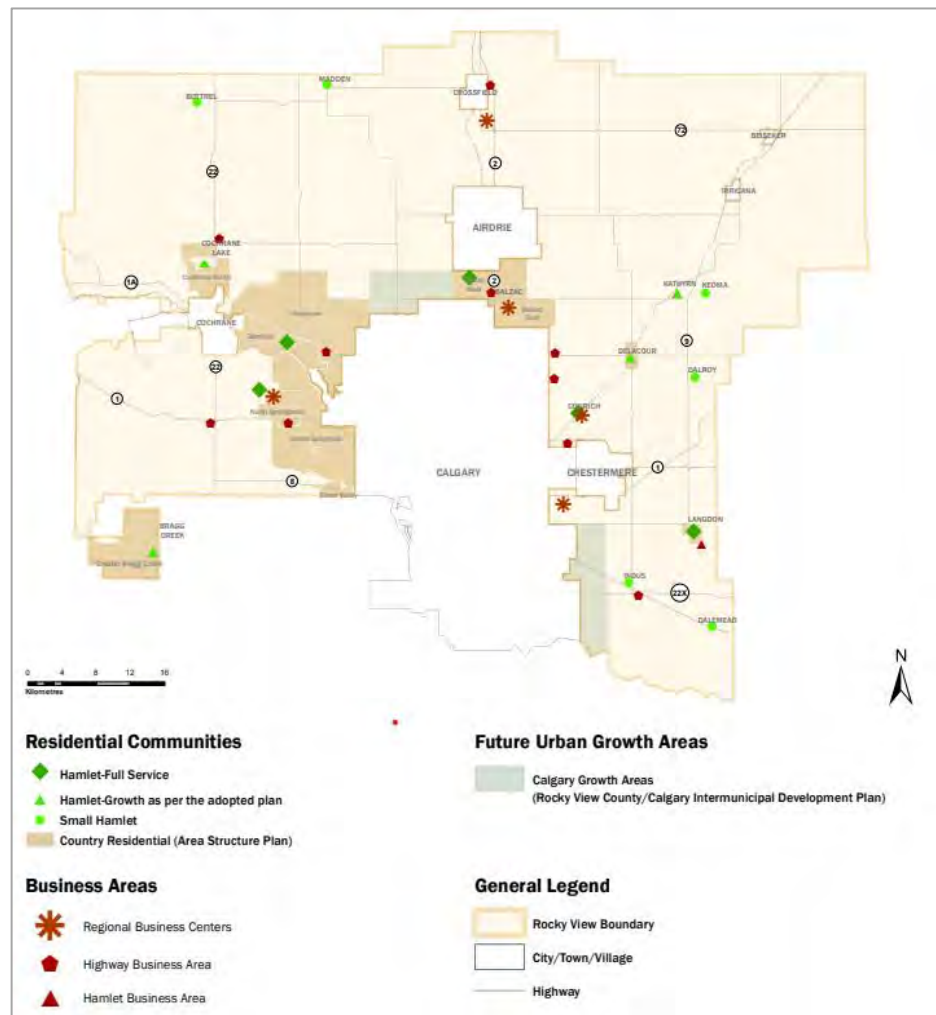 MADDEN
BOTTREL
CROSSFIELD
72
BEISEKER
2
22
IRRICANA
AIRDRIE
COCHRANE
LAKE
1A
2
BALZAC
KATHYRN
KEOMA
COCHRANE
9
DELACOUR
22
DALROY
1
CONRICH
CALGARY
CHESTERMERE
1
8
LANGDON
BRAGG
CREEK
Greater Bragg Creek
INDUS
22X
DALEMEAD
N
0 4 8 12 16
Kilometres
Residential Communities
Hamlet-Full Service
Hamlet-Growth as per the adopted plan
Small Hamlet
Country Residential (Area Structure Plan)
Future Urban Growth Areas
Calgary Growth Areas
(Rocky View County/Calgary Intermunicipal Development Plan)
Business Areas
Regional Business Centers
Highway Business Area
Hamlet Business Area
General Legend
Rocky View Boundary
City/Town/Village
Highway